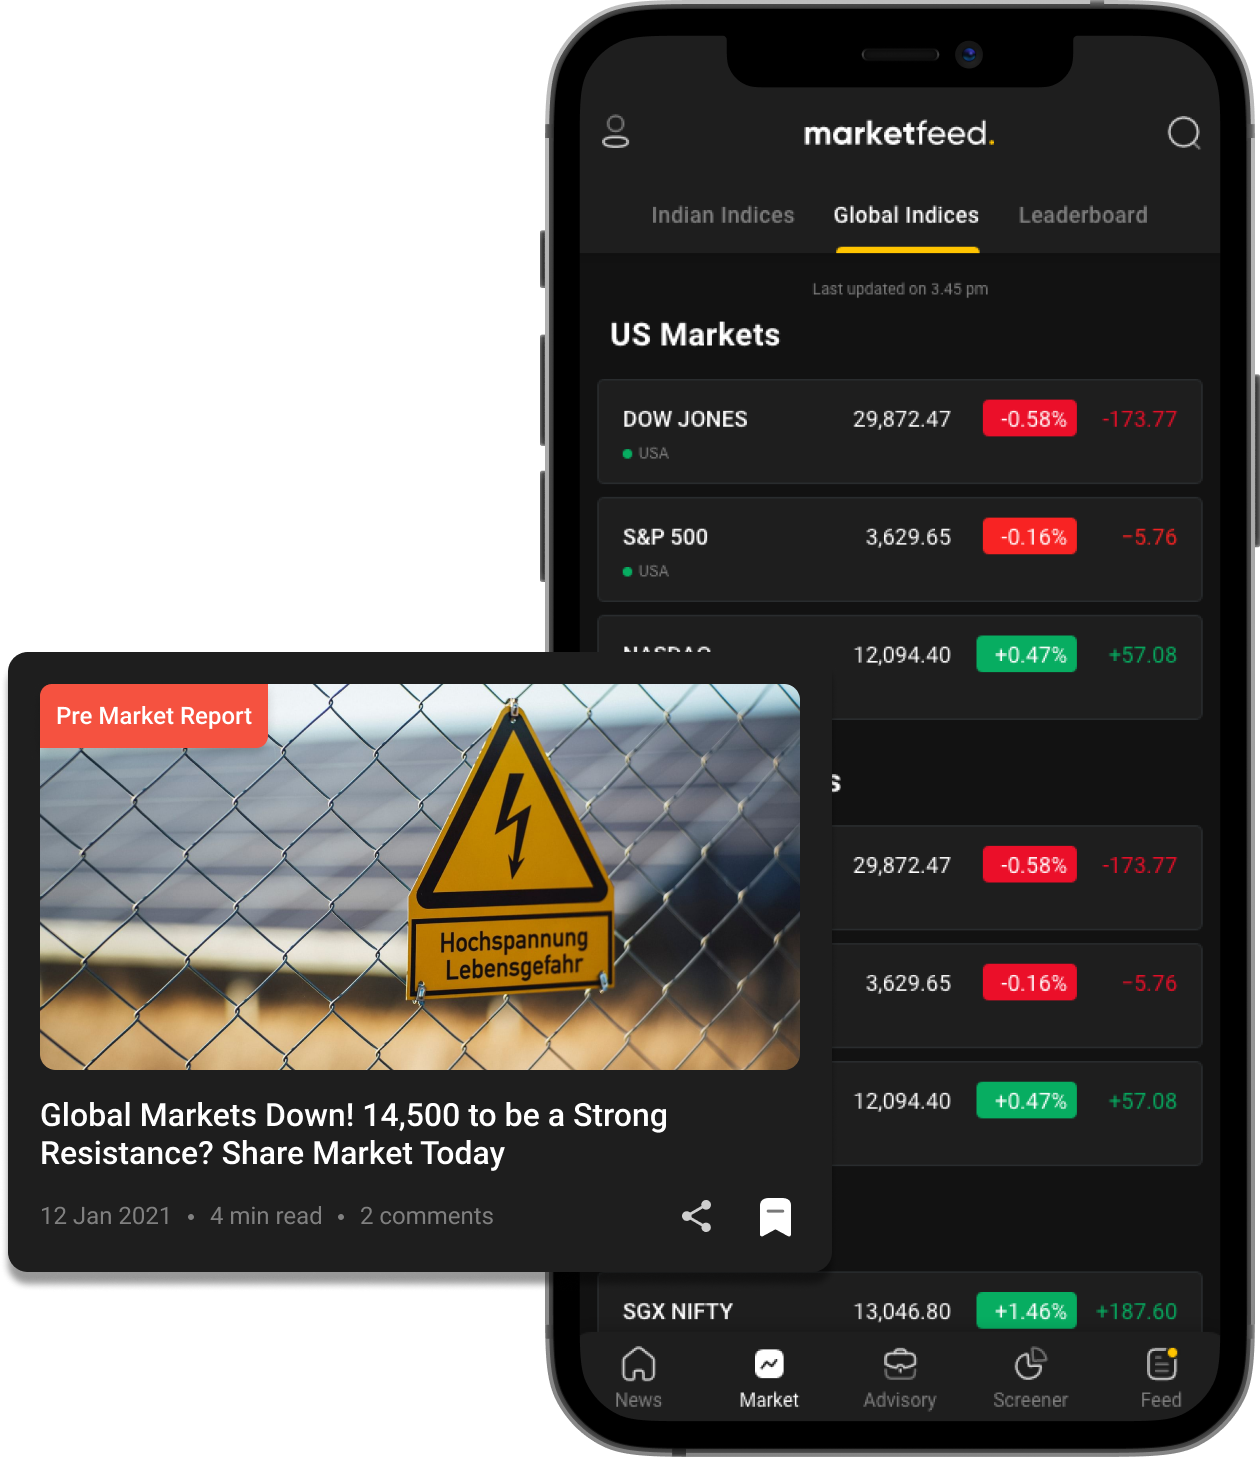 marketfeed.
Indian Indices Global Indices Leaderboard
Last updated on 3.45 pm
US Markets
DOW JONES 29,872.47 -0.58% -173.77
USA
S&P 500 3,629.65 -0.16% −5.76
USA
NASDAQ 12,094.40 +0.47% +57.08
29,872.47 -0.58% -173.77
3,629.65 -0.16% −5.76
12,094.40 +0.47% +57.08
SGX NIFTY 13,046.80 +1.46% +187.60
News Market Advisory Screener Feed
Pre Market Report
Hochspannung
Lebensgefahr
Global Markets Down! 14,500 to be a Strong
Resistance? Share Market Today
12 Jan 2021 • 4 min read • 2 comments